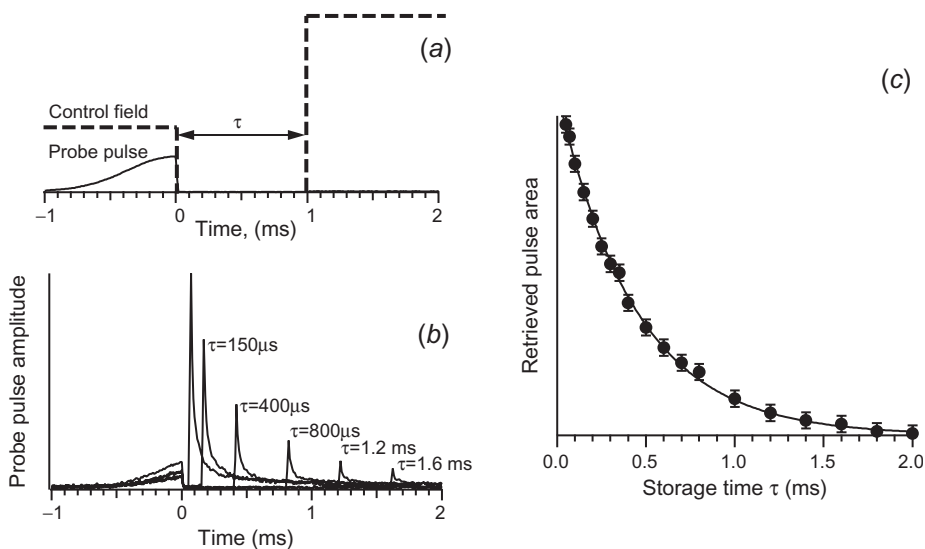 (a)
Control field
τ
Probe pulse
−1 0 1 2
Time, (ms)
Probe pulse amplitude
(b)
τ=150μs
τ=400μs
τ=800μs
τ=1.2 ms
τ=1.6 ms
−1 0 1 2
Time (ms)
(c)
Retrieved pulse area
0.0 0.5 1.0 1.5 2.0
Storage time τ (ms)